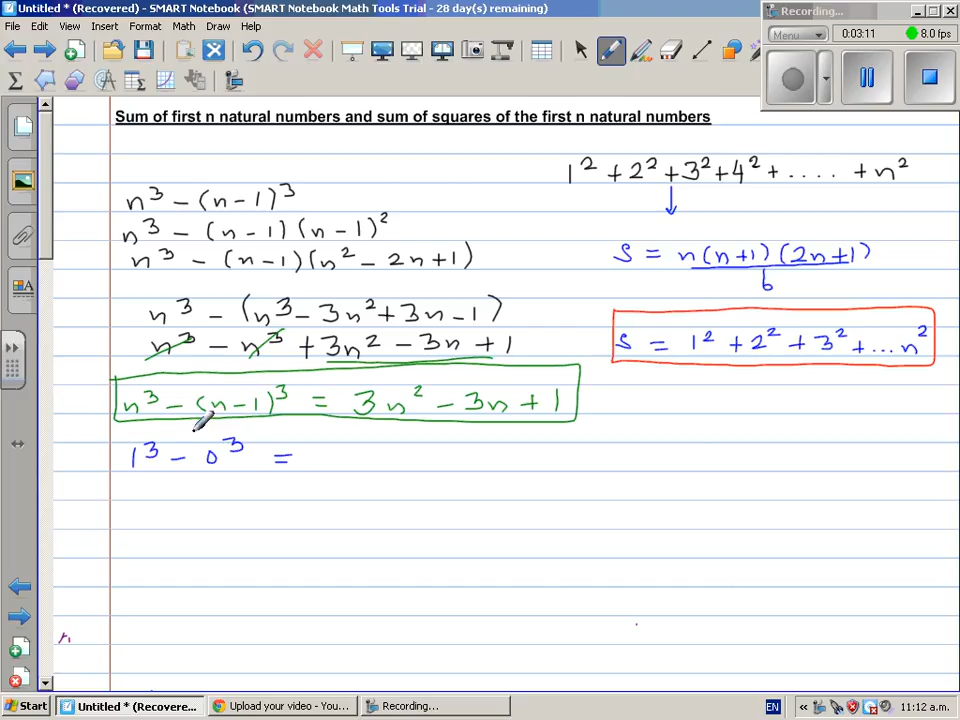 Untitled * (Recovered) - SMART Notebook (SMART Notebook Math Tools Trial - 28 day(s) remaining)
Recording...
File Edit View Insert Format Math Draw Help
Menu
0:03:11
8.0 fps
Sum of first n natural numbers and sum of squares of the first n natural numbers
1² + 2² + 3² + 4² + .... + n²
n³ - (n-1)³
n³ - (n-1)(n-1)²
n³ - (n-1)(n² - 2n+1)
S = n(n+1)(2n+1)
6
n³ - (n³ - 3n² + 3n - 1)
n³ - n³ + 3n² - 3n + 1
S = 1² + 2² + 3² + ... n²
n³ - (n-1)³ = 3n² - 3n + 1
1³ - 0³ =
Start
Untitled * (Recovere...
Upload your video - You...
Recording...
EN
11:12 a.m.